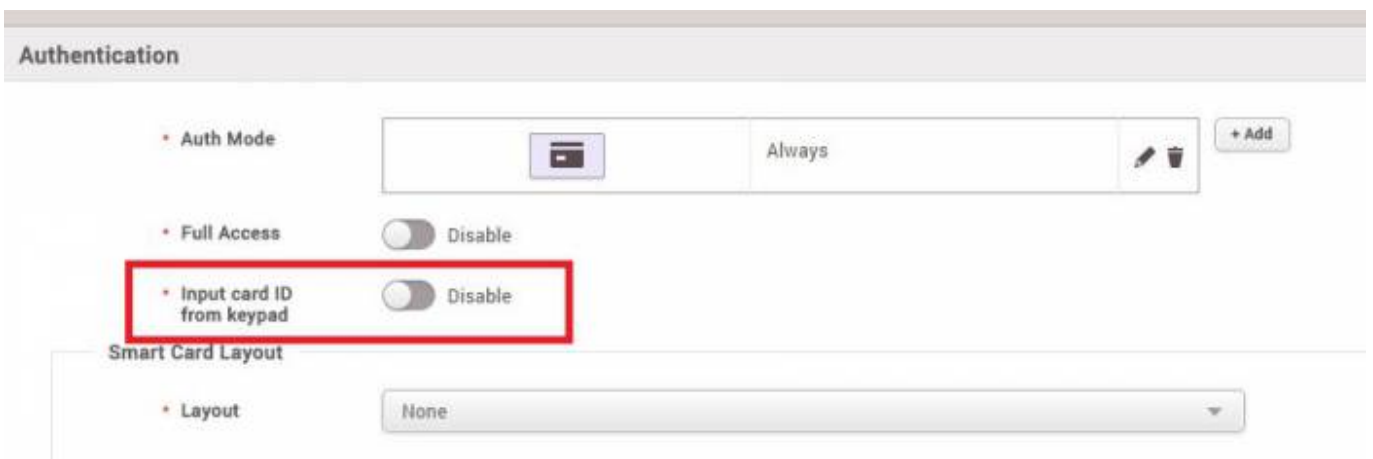 Authentication
• Auth Mode
Always
+ Add
• Full Access
Disable
• Input card ID
from keypad
Disable
Smart Card Layout
• Layout
None